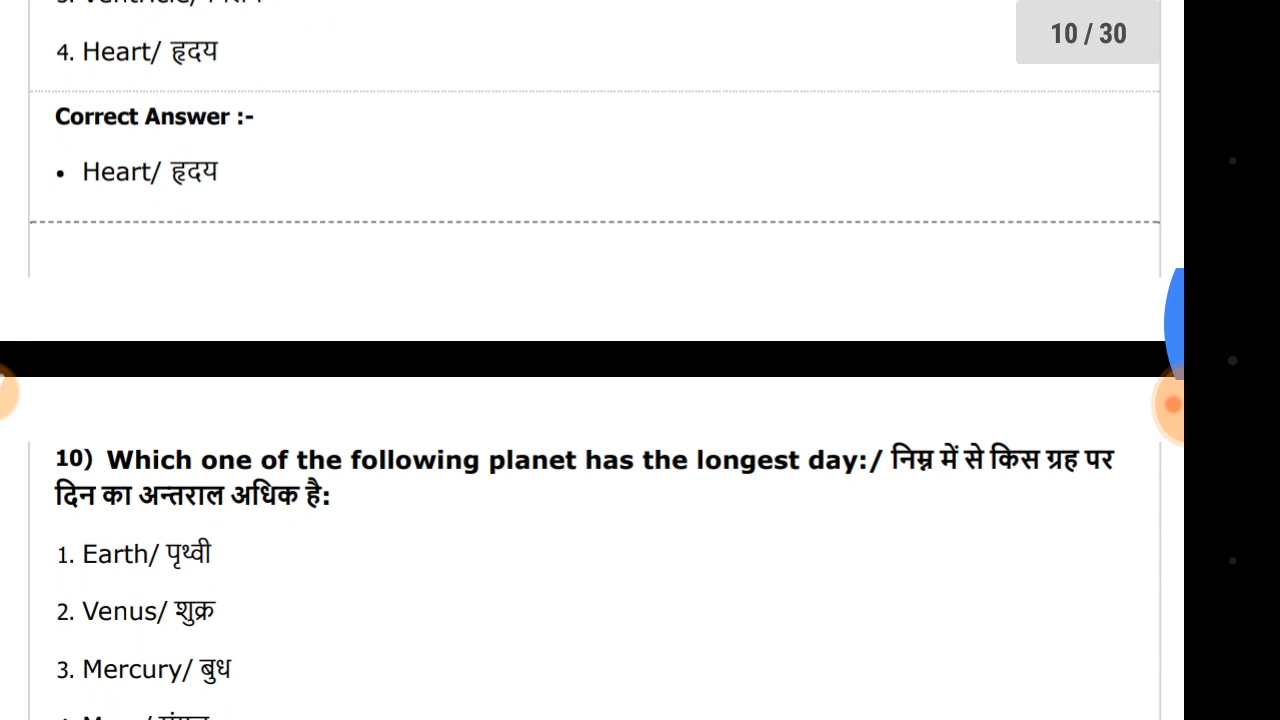 4. Heart/ हृदय
10 / 30
Correct Answer :-
• Heart/ हृदय
10) Which one of the following planet has the longest day:/ निम्न में से किस ग्रह पर
दिन का अन्तराल अधिक है:
1. Earth/ पृथ्वी
2. Venus/ शुक्र
3. Mercury/ बुध